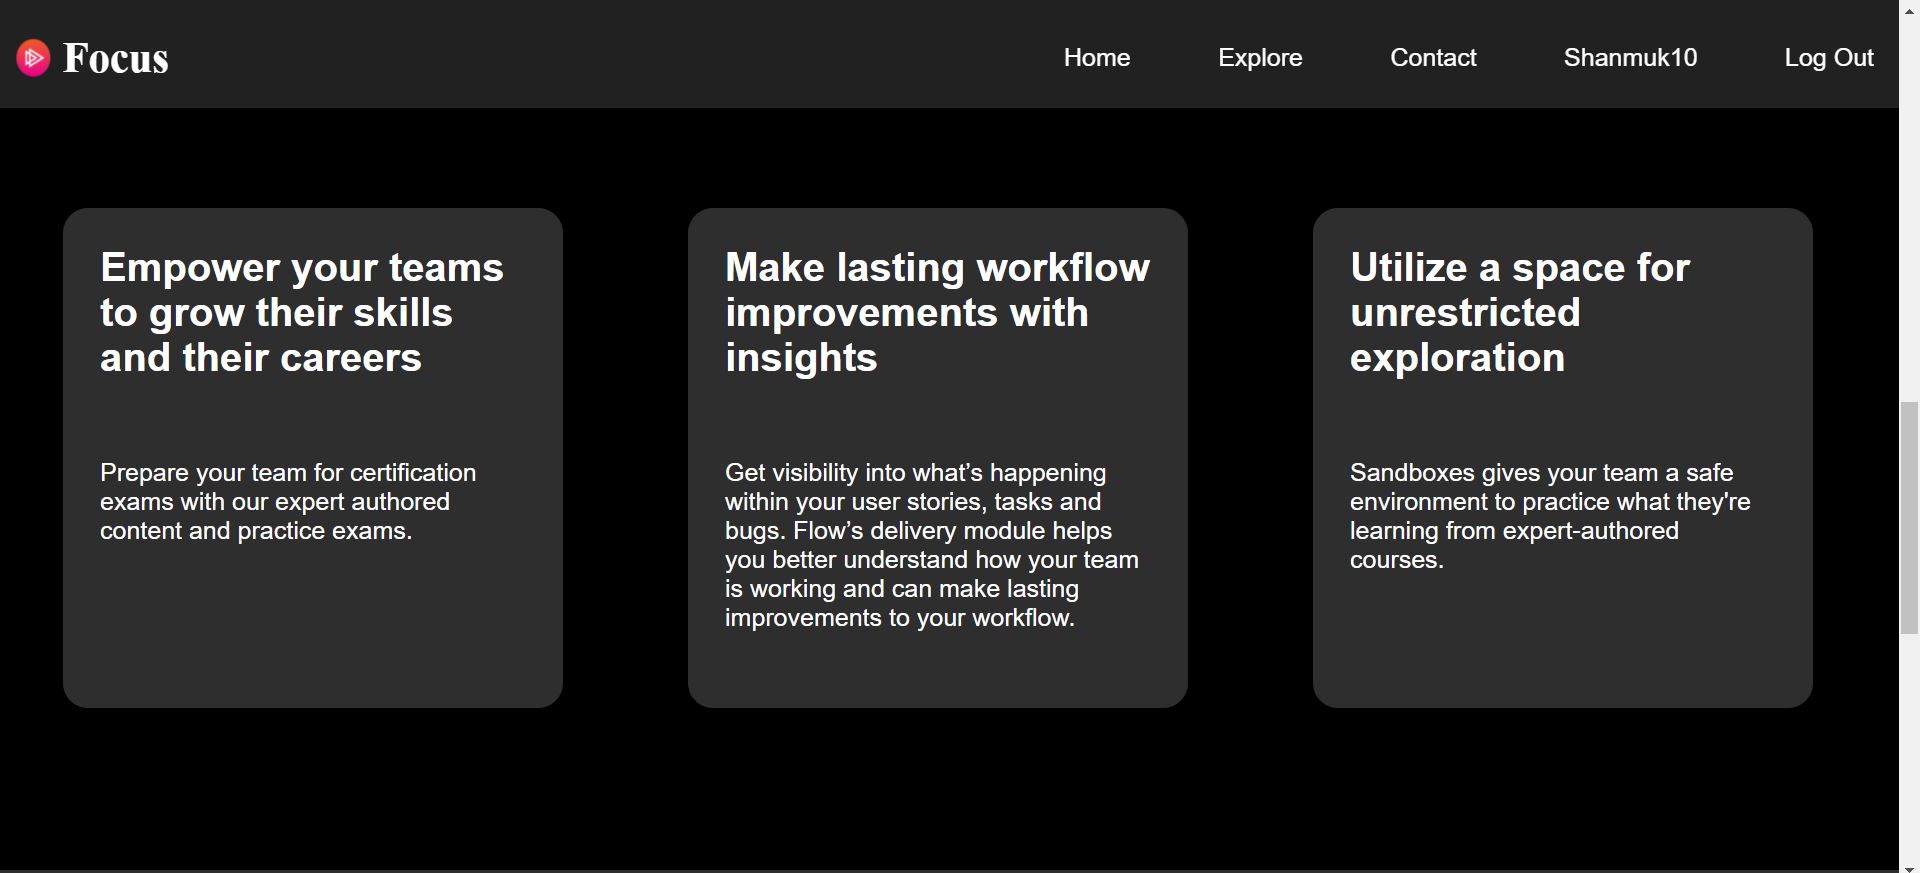 Focus
Home
Explore
Contact
Shanmuk10
Log Out
Empower your teams
to grow their skills
and their careers
Prepare your team for certification
exams with our expert authored
content and practice exams.
Make lasting workflow
improvements with
insights
Get visibility into what’s happening
within your user stories, tasks and
bugs. Flow’s delivery module helps
you better understand how your team
is working and can make lasting
improvements to your workflow.
Utilize a space for
unrestricted
exploration
Sandboxes gives your team a safe
environment to practice what they're
learning from expert-authored
courses.